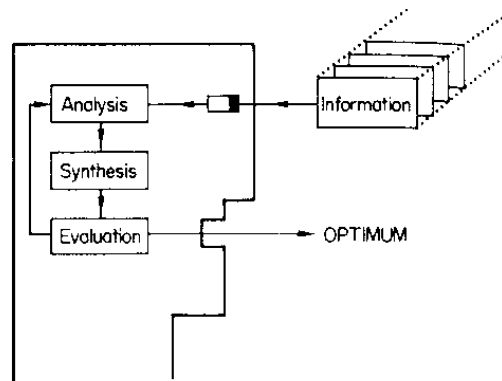 Analysis
Information
Synthesis
Evaluation
OPTIMUM